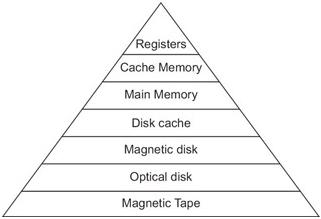 Registers
Cache Memory
Main Memory
Disk cache
Magnetic disk
Optical disk
Magnetic Tape